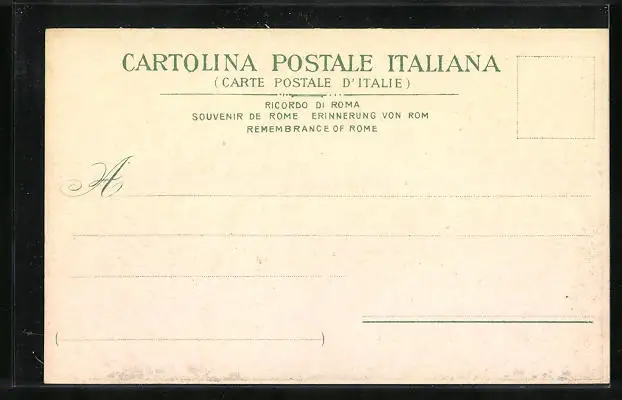 CARTOLINA POSTALE ITALIANA
(CARTE POSTALE D'ITALIE)
RICORDO DI ROMA
SOUVENIR DE ROME ERINNERUNG VON ROM
REMEMBRANCE OF ROME
A
( )